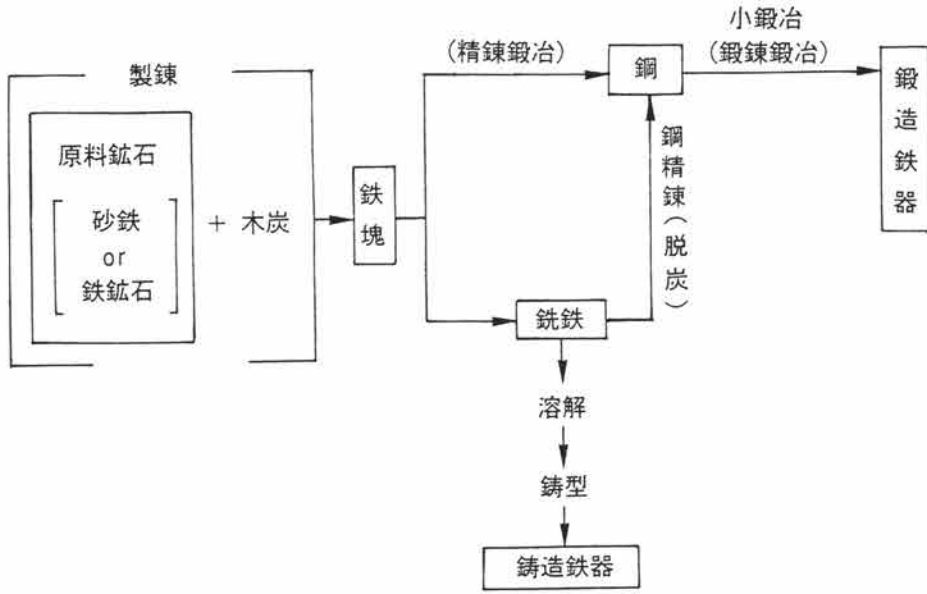 製錬
原料鉱石
砂鉄
or
鉄鉱石
+ 木炭
鉄塊
(精錬鍛冶)
鋼
小鍛冶
(鍛錬鍛冶)
鍛造鉄器
鋼精錬(脱炭)
銑鉄
溶解
鋳型
鋳造鉄器